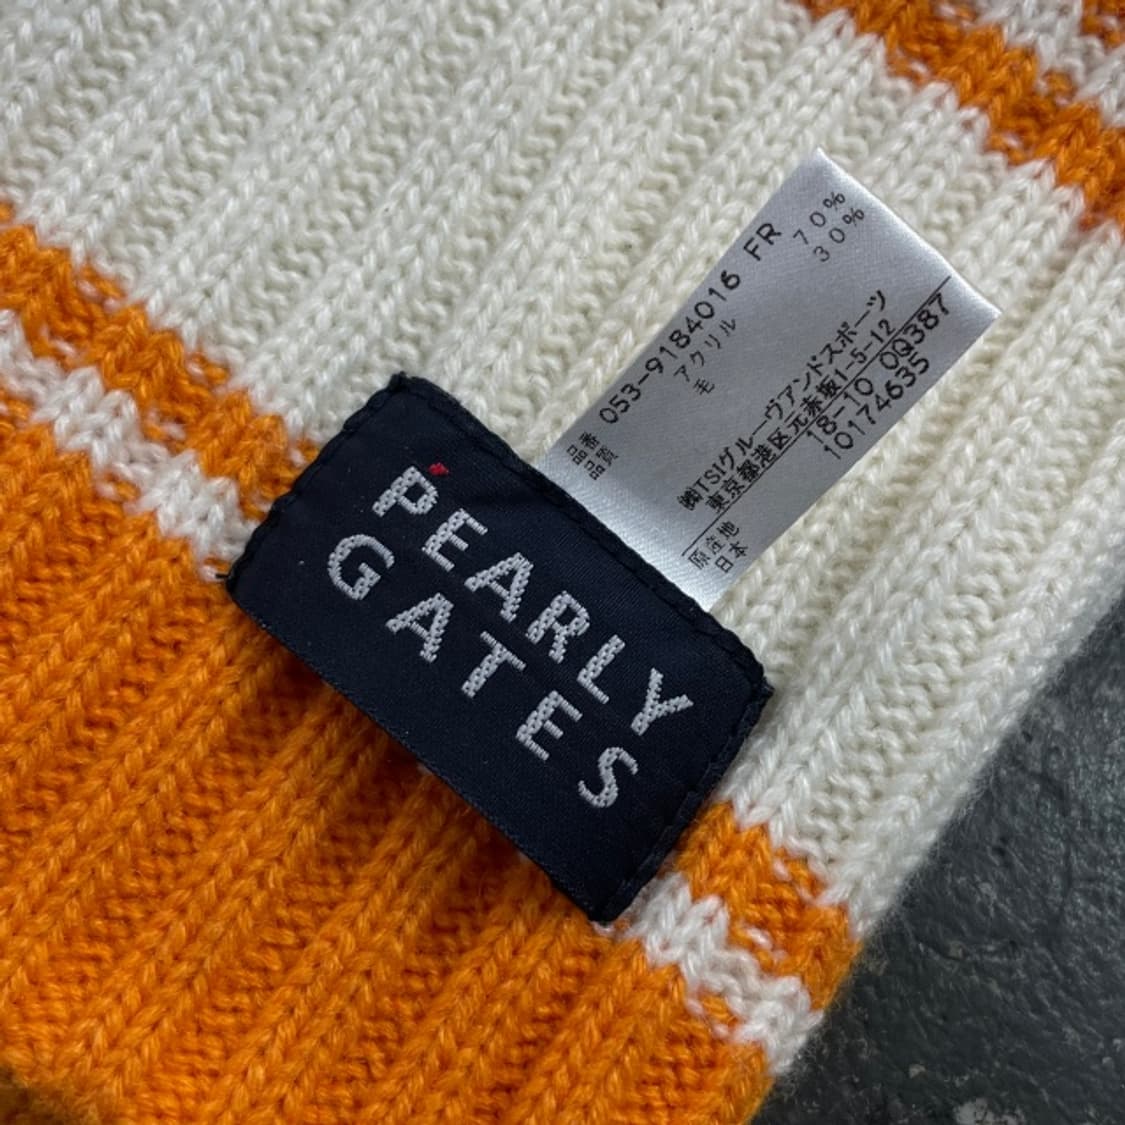 PEARLY
GATES
品番 053-9184016 FR
品質 アクリル 70%
毛 30%
㈱TSIグルーヴアンドスポーツ
東京都港区元赤坂1-5-12
18-10 QQ387
10174635
原産地
日本